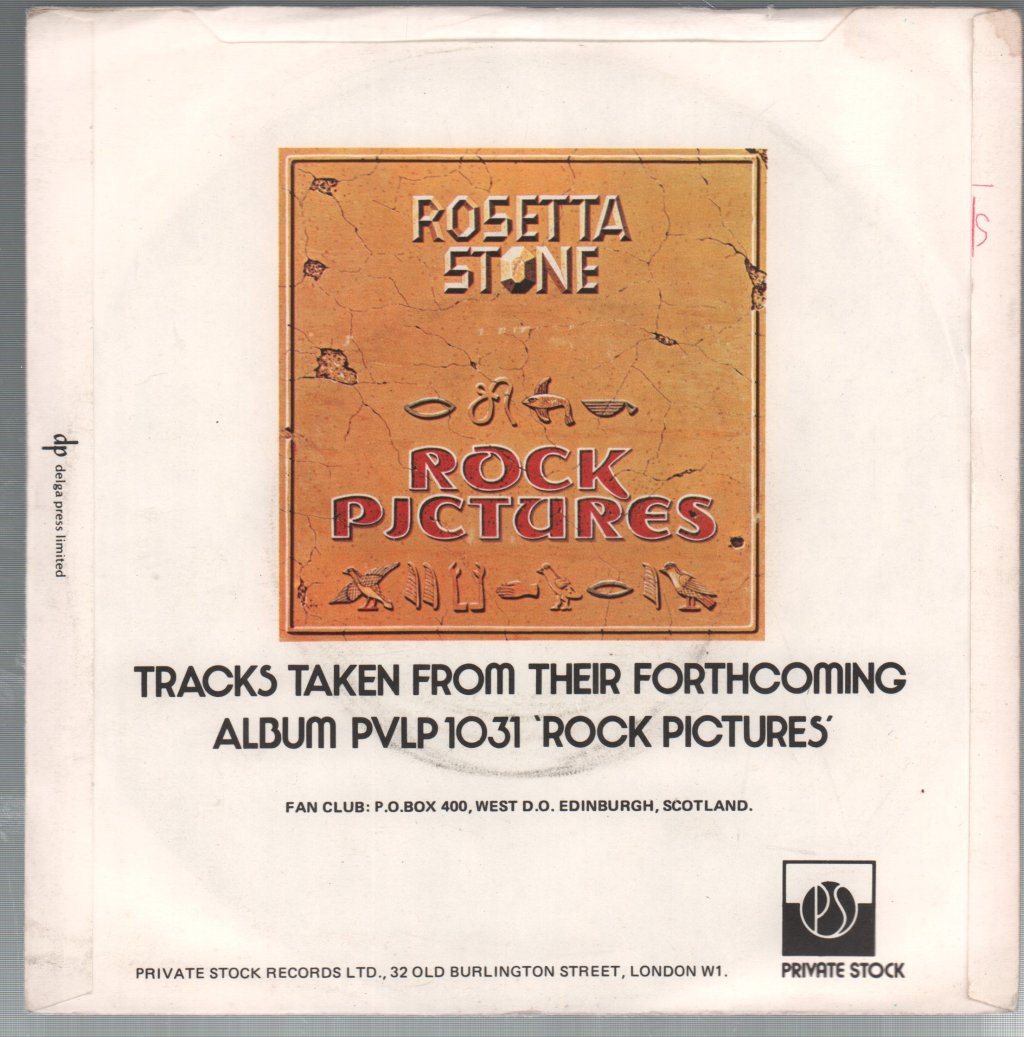 ROSETTA
STONE
ROCK
PICTURES
TRACKS TAKEN FROM THEIR FORTHCOMING
ALBUM PVLP 1031 'ROCK PICTURES'
FAN CLUB: P.O.BOX 400, WEST D.O. EDINBURGH, SCOTLAND.
PS
PRIVATE STOCK
PRIVATE STOCK RECORDS LTD., 32 OLD BURLINGTON STREET, LONDON W1.
dp delga press limited